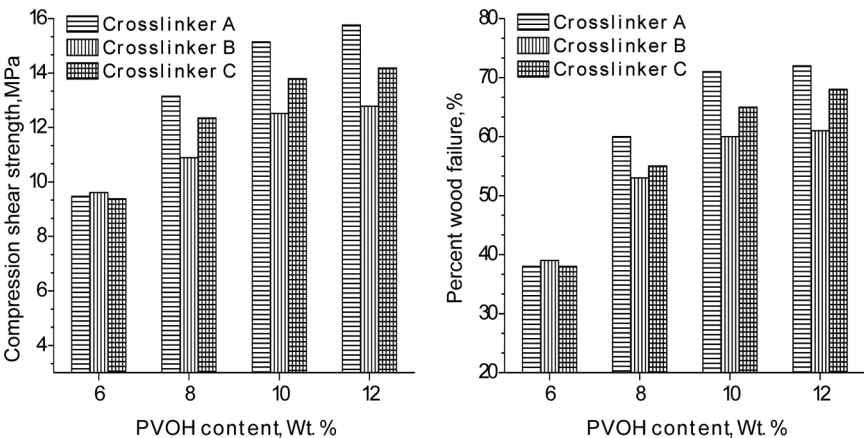 Compression shear strength,MPa
16
14
12
10
8
6
4
Crosslinker A
Crosslinker B
Crosslinker C
6 8 10 12
PVOH content, Wt. %
Percent wood failure, %
80
70
60
50
40
30
20
Crosslinker A
Crosslinker B
Crosslinker C
6 8 10 12
PVOH content, Wt. %